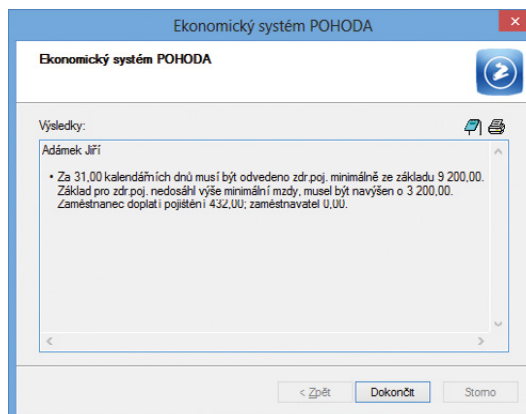 Ekonomický systém POHODA
Ekonomický systém POHODA
Výsledky:
Adámek Jiří
• Za 31,00 kalendářních dnů musí být odvedeno zdr.poj. minimálně ze základu 9 200,00.
Základ pro zdr.poj. nedosáhl výše minimální mzdy, musel být navýšen o 3 200,00.
Zaměstnanec doplatí pojištění 432,00; zaměstnavatel 0,00.
< Zpět Dokončit Storno